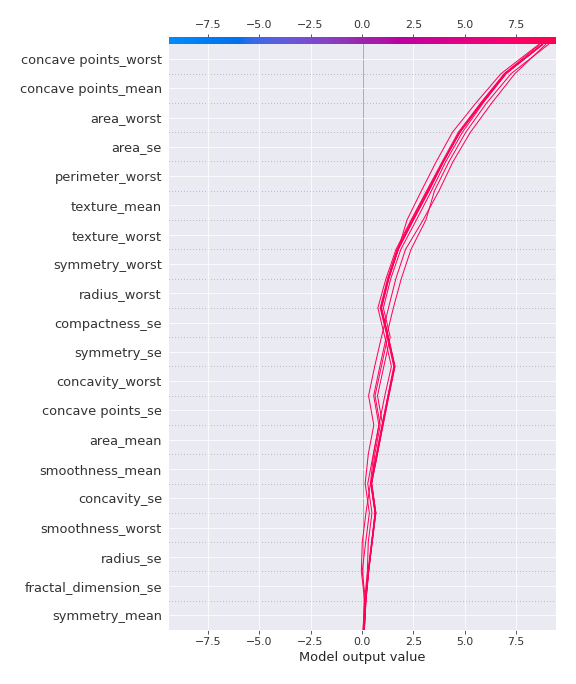 −7.5 −5.0 −2.5 0.0 2.5 5.0 7.5
concave points_worst
concave points_mean
area_worst
area_se
perimeter_worst
texture_mean
texture_worst
symmetry_worst
radius_worst
compactness_se
symmetry_se
concavity_worst
concave points_se
area_mean
smoothness_mean
concavity_se
smoothness_worst
radius_se
fractal_dimension_se
symmetry_mean
−7.5 −5.0 −2.5 0.0 2.5 5.0 7.5
Model output value